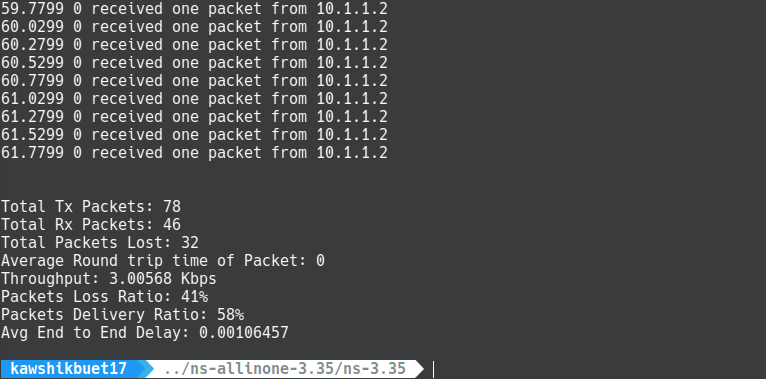 59.7799 0 received one packet from 10.1.1.2
60.0299 0 received one packet from 10.1.1.2
60.2799 0 received one packet from 10.1.1.2
60.5299 0 received one packet from 10.1.1.2
60.7799 0 received one packet from 10.1.1.2
61.0299 0 received one packet from 10.1.1.2
61.2799 0 received one packet from 10.1.1.2
61.5299 0 received one packet from 10.1.1.2
61.7799 0 received one packet from 10.1.1.2
Total Tx Packets: 78
Total Rx Packets: 46
Total Packets Lost: 32
Average Round trip time of Packet: 0
Throughput: 3.00568 Kbps
Packets Loss Ratio: 41%
Packets Delivery Ratio: 58%
Avg End to End Delay: 0.00106457
kawshikbuet17 ../ns-allinone-3.35/ns-3.35